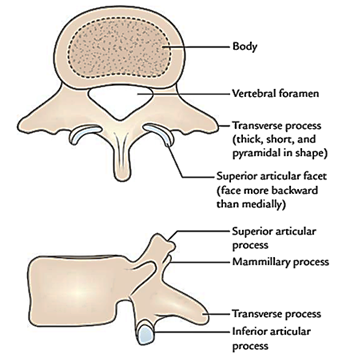 Body
Vertebral foramen
Transverse process
(thick, short, and
pyramidal in shape)
Superior articular facet
(face more backward
than medially)
Superior articular
process
Mammillary process
Transverse process
Inferior articular
process